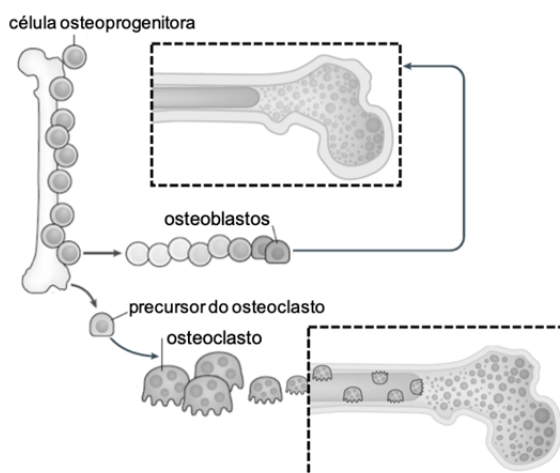 célula osteoprogenitora
osteoblastos
precursor do osteoclasto
osteoclasto